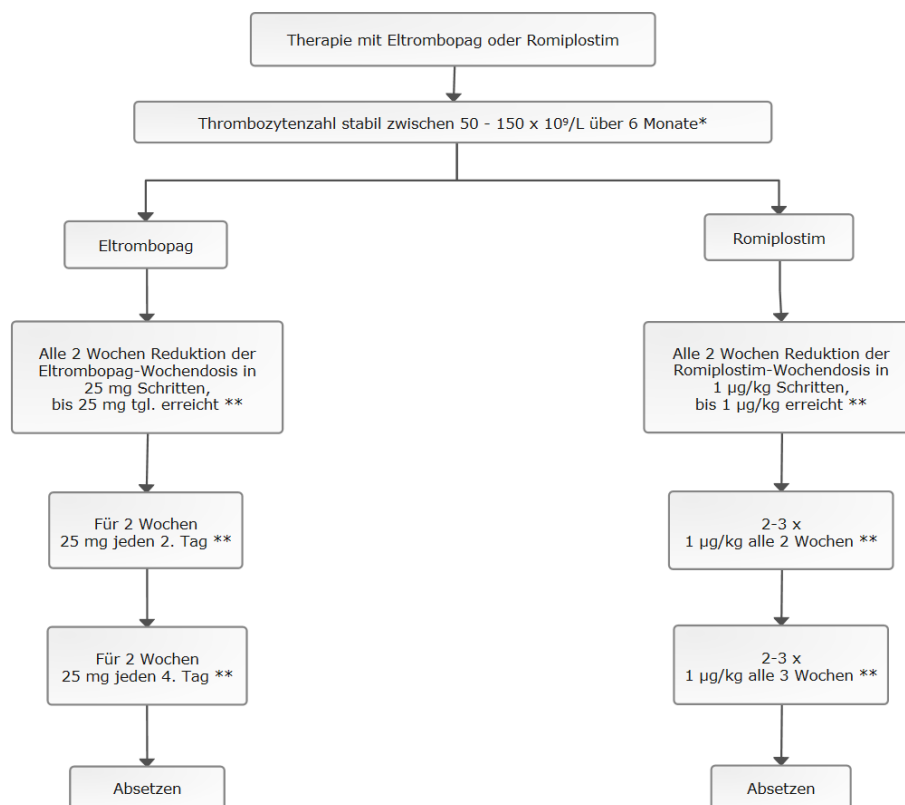 Therapie mit Eltrombopag oder Romiplostim
Thrombozytenzahl stabil zwischen 50 - 150 x 10⁹/L über 6 Monate*
Eltrombopag
Romiplostim
Alle 2 Wochen Reduktion der
Eltrombopag-Wochendosis in
25 mg Schritten,
bis 25 mg tgl. erreicht **
Alle 2 Wochen Reduktion der
Romiplostim-Wochendosis in
1 µg/kg Schritten,
bis 1 µg/kg erreicht **
Für 2 Wochen
25 mg jeden 2. Tag **
2-3 x
1 µg/kg alle 2 Wochen **
Für 2 Wochen
25 mg jeden 4. Tag **
2-3 x
1 µg/kg alle 3 Wochen **
Absetzen
Absetzen